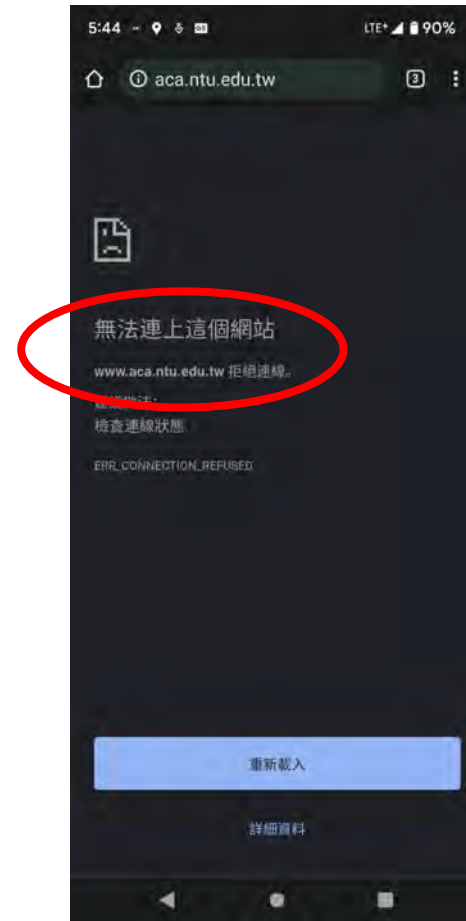 5:44
LTE+ 90%
aca.ntu.edu.tw
3
無法連上這個網站
www.aca.ntu.edu.tw 拒絕連線。
檢查連線狀態
ERR_CONNECTION_REFUSED
重新載入
詳細資料